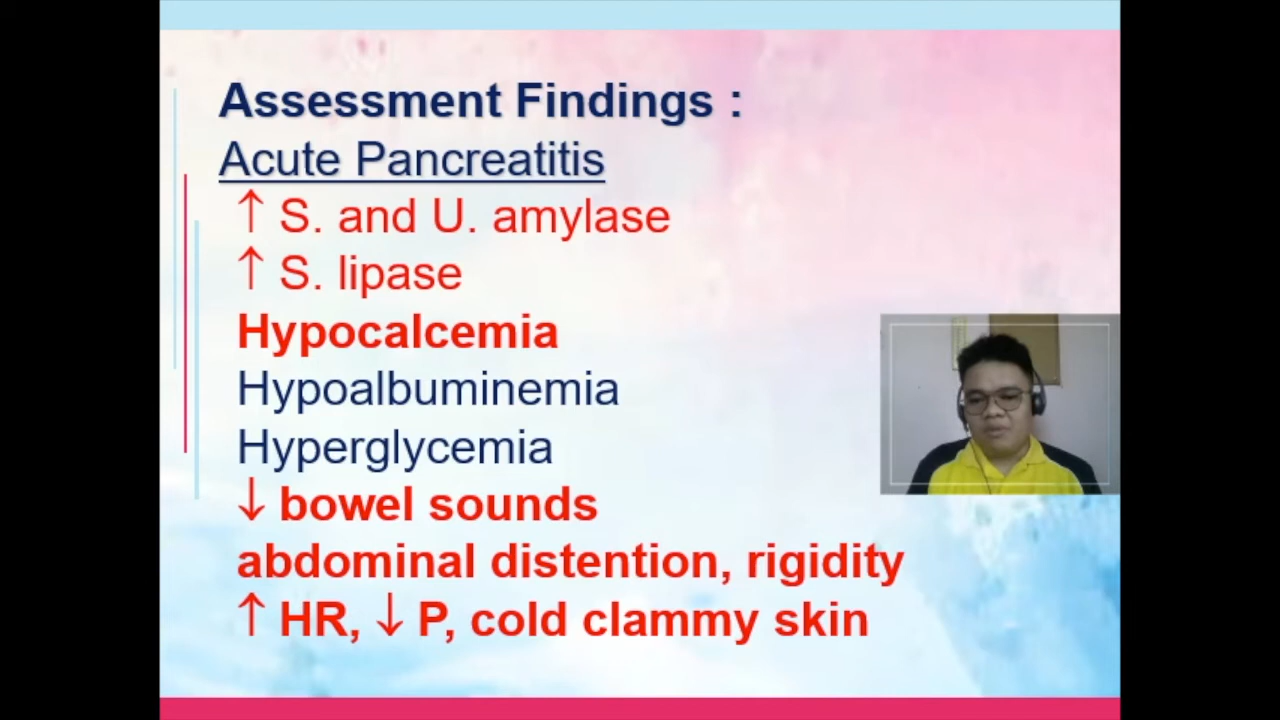 Assessment Findings :
Acute Pancreatitis
↑ S. and U. amylase
↑ S. lipase
Hypocalcemia
Hypoalbuminemia
Hyperglycemia
↓ bowel sounds
abdominal distention, rigidity
↑ HR, ↓ P, cold clammy skin